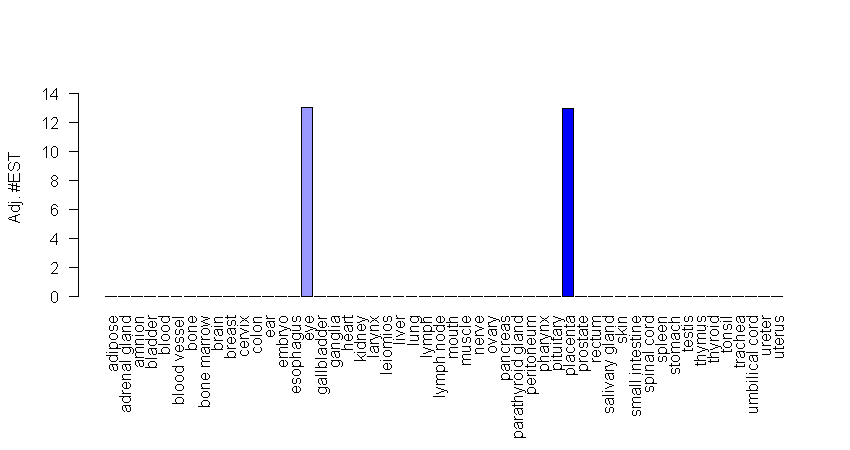 Adj. #EST
14
12
10
8
6
4
2
0
adipose
adrenal gland
amnion
bladder
blood
blood vessel
bone
bone marrow
brain
breast
cervix
colon
ear
embryo
esophagus
eye
gallbladder
ganglia
heart
kidney
larynx
leiomios
liver
lung
lymph
lymph node
mouth
muscle
nerve
ovary
pancreas
parathyroid gland
peritoneum
pharynx
pituitary
placenta
prostate
rectum
salivary gland
skin
small intestine
spinal cord
spleen
stomach
testis
thymus
thyroid
tonsil
trachea
umbilical cord
ureter
uterus